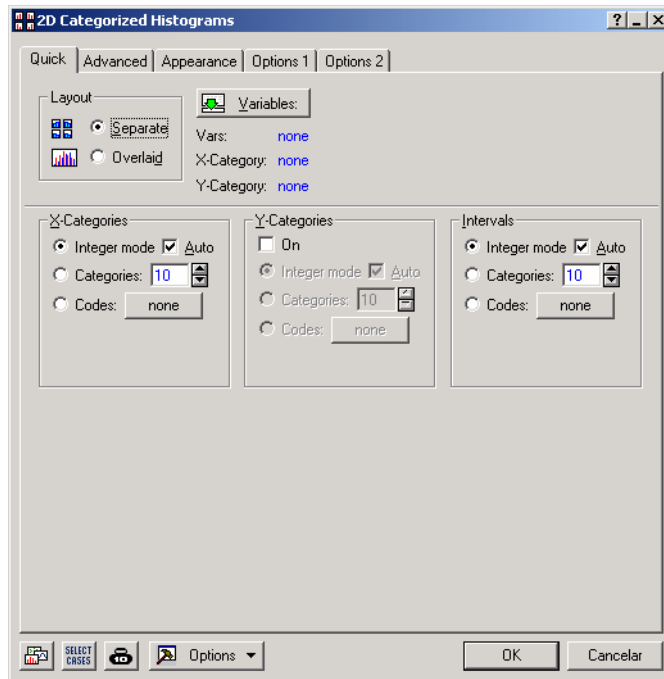 2D Categorized Histograms
Quick Advanced Appearance Options 1 Options 2
Layout
Separate
Overlaid
Variables:
Vars: none
X-Category: none
Y-Category: none
X-Categories
Integer mode Auto
Categories: 10
Codes: none
Y-Categories
On
Integer mode Auto
Categories: 10
Codes: none
Intervals
Integer mode Auto
Categories: 10
Codes: none
SELECT
CASES
Options
OK
Cancelar